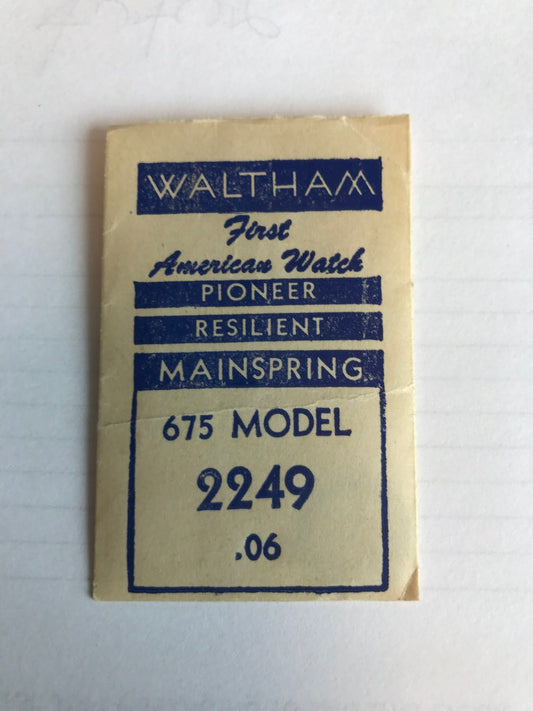 WALTHAM
First
American Watch
PIONEER
RESILIENT
MAINSPRING
675 MODEL
2249
.06